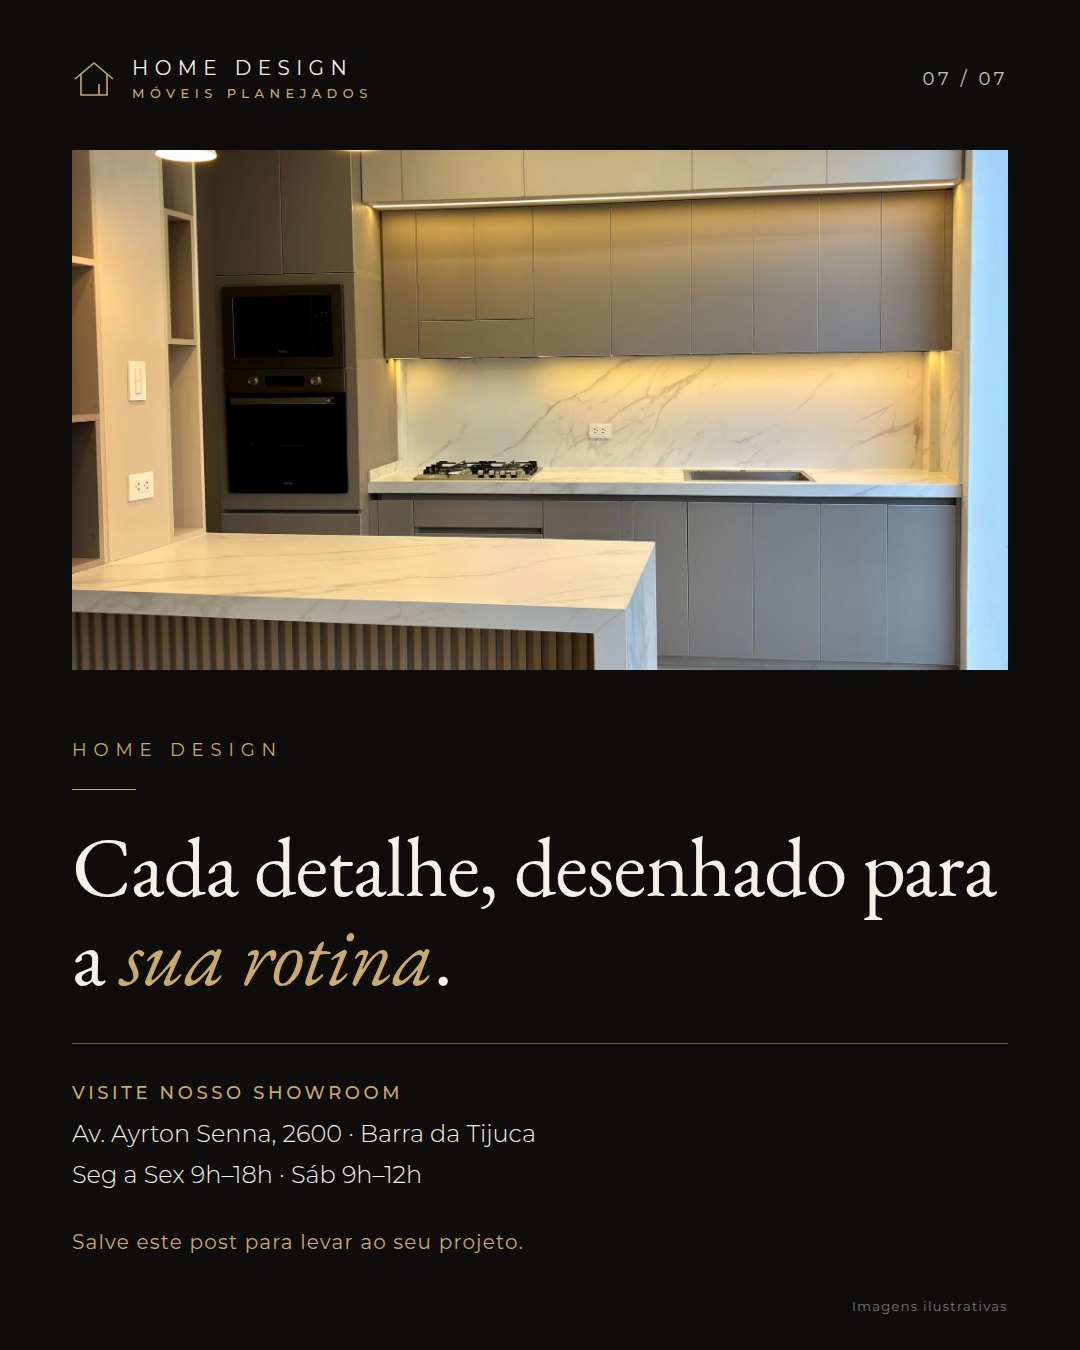 HOME DESIGN
MÓVEIS PLANEJADOS
07 / 07
HOME DESIGN
Cada detalhe, desenhado para
a sua rotina.
VISITE NOSSO SHOWROOM
Av. Ayrton Senna, 2600 · Barra da Tijuca
Seg a Sex 9h–18h · Sáb 9h–12h
Salve este post para levar ao seu projeto.
Imagens ilustrativas